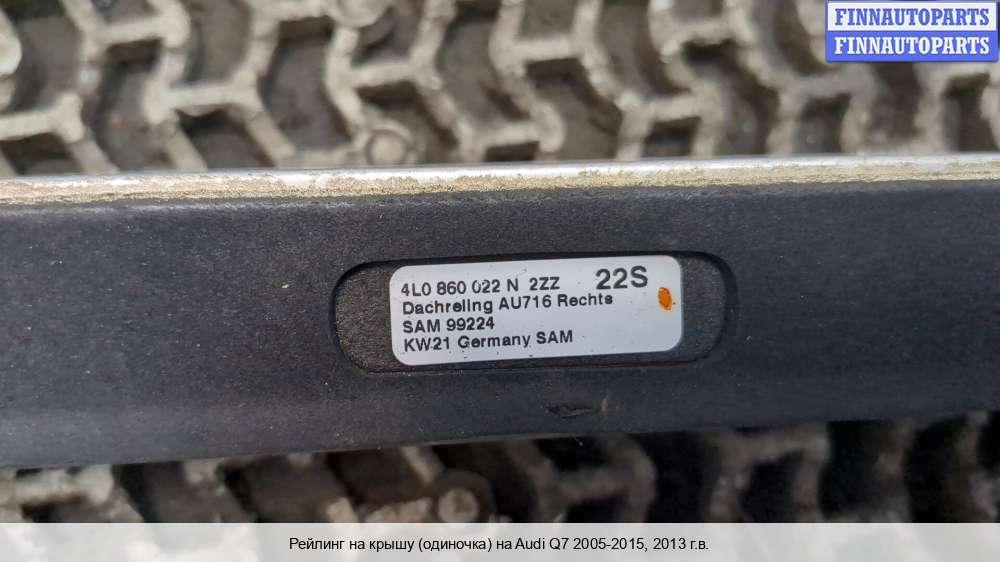 FINNAUTOPARTS
FINNAUTOPARTS
4L0 860 022 N 2ZZ 22S
Dachreling AU716 Rechts
SAM 99224
KW21 Germany SAM
Рейлинг на крышу (одиночка) на Audi Q7 2005-2015, 2013 г.в.